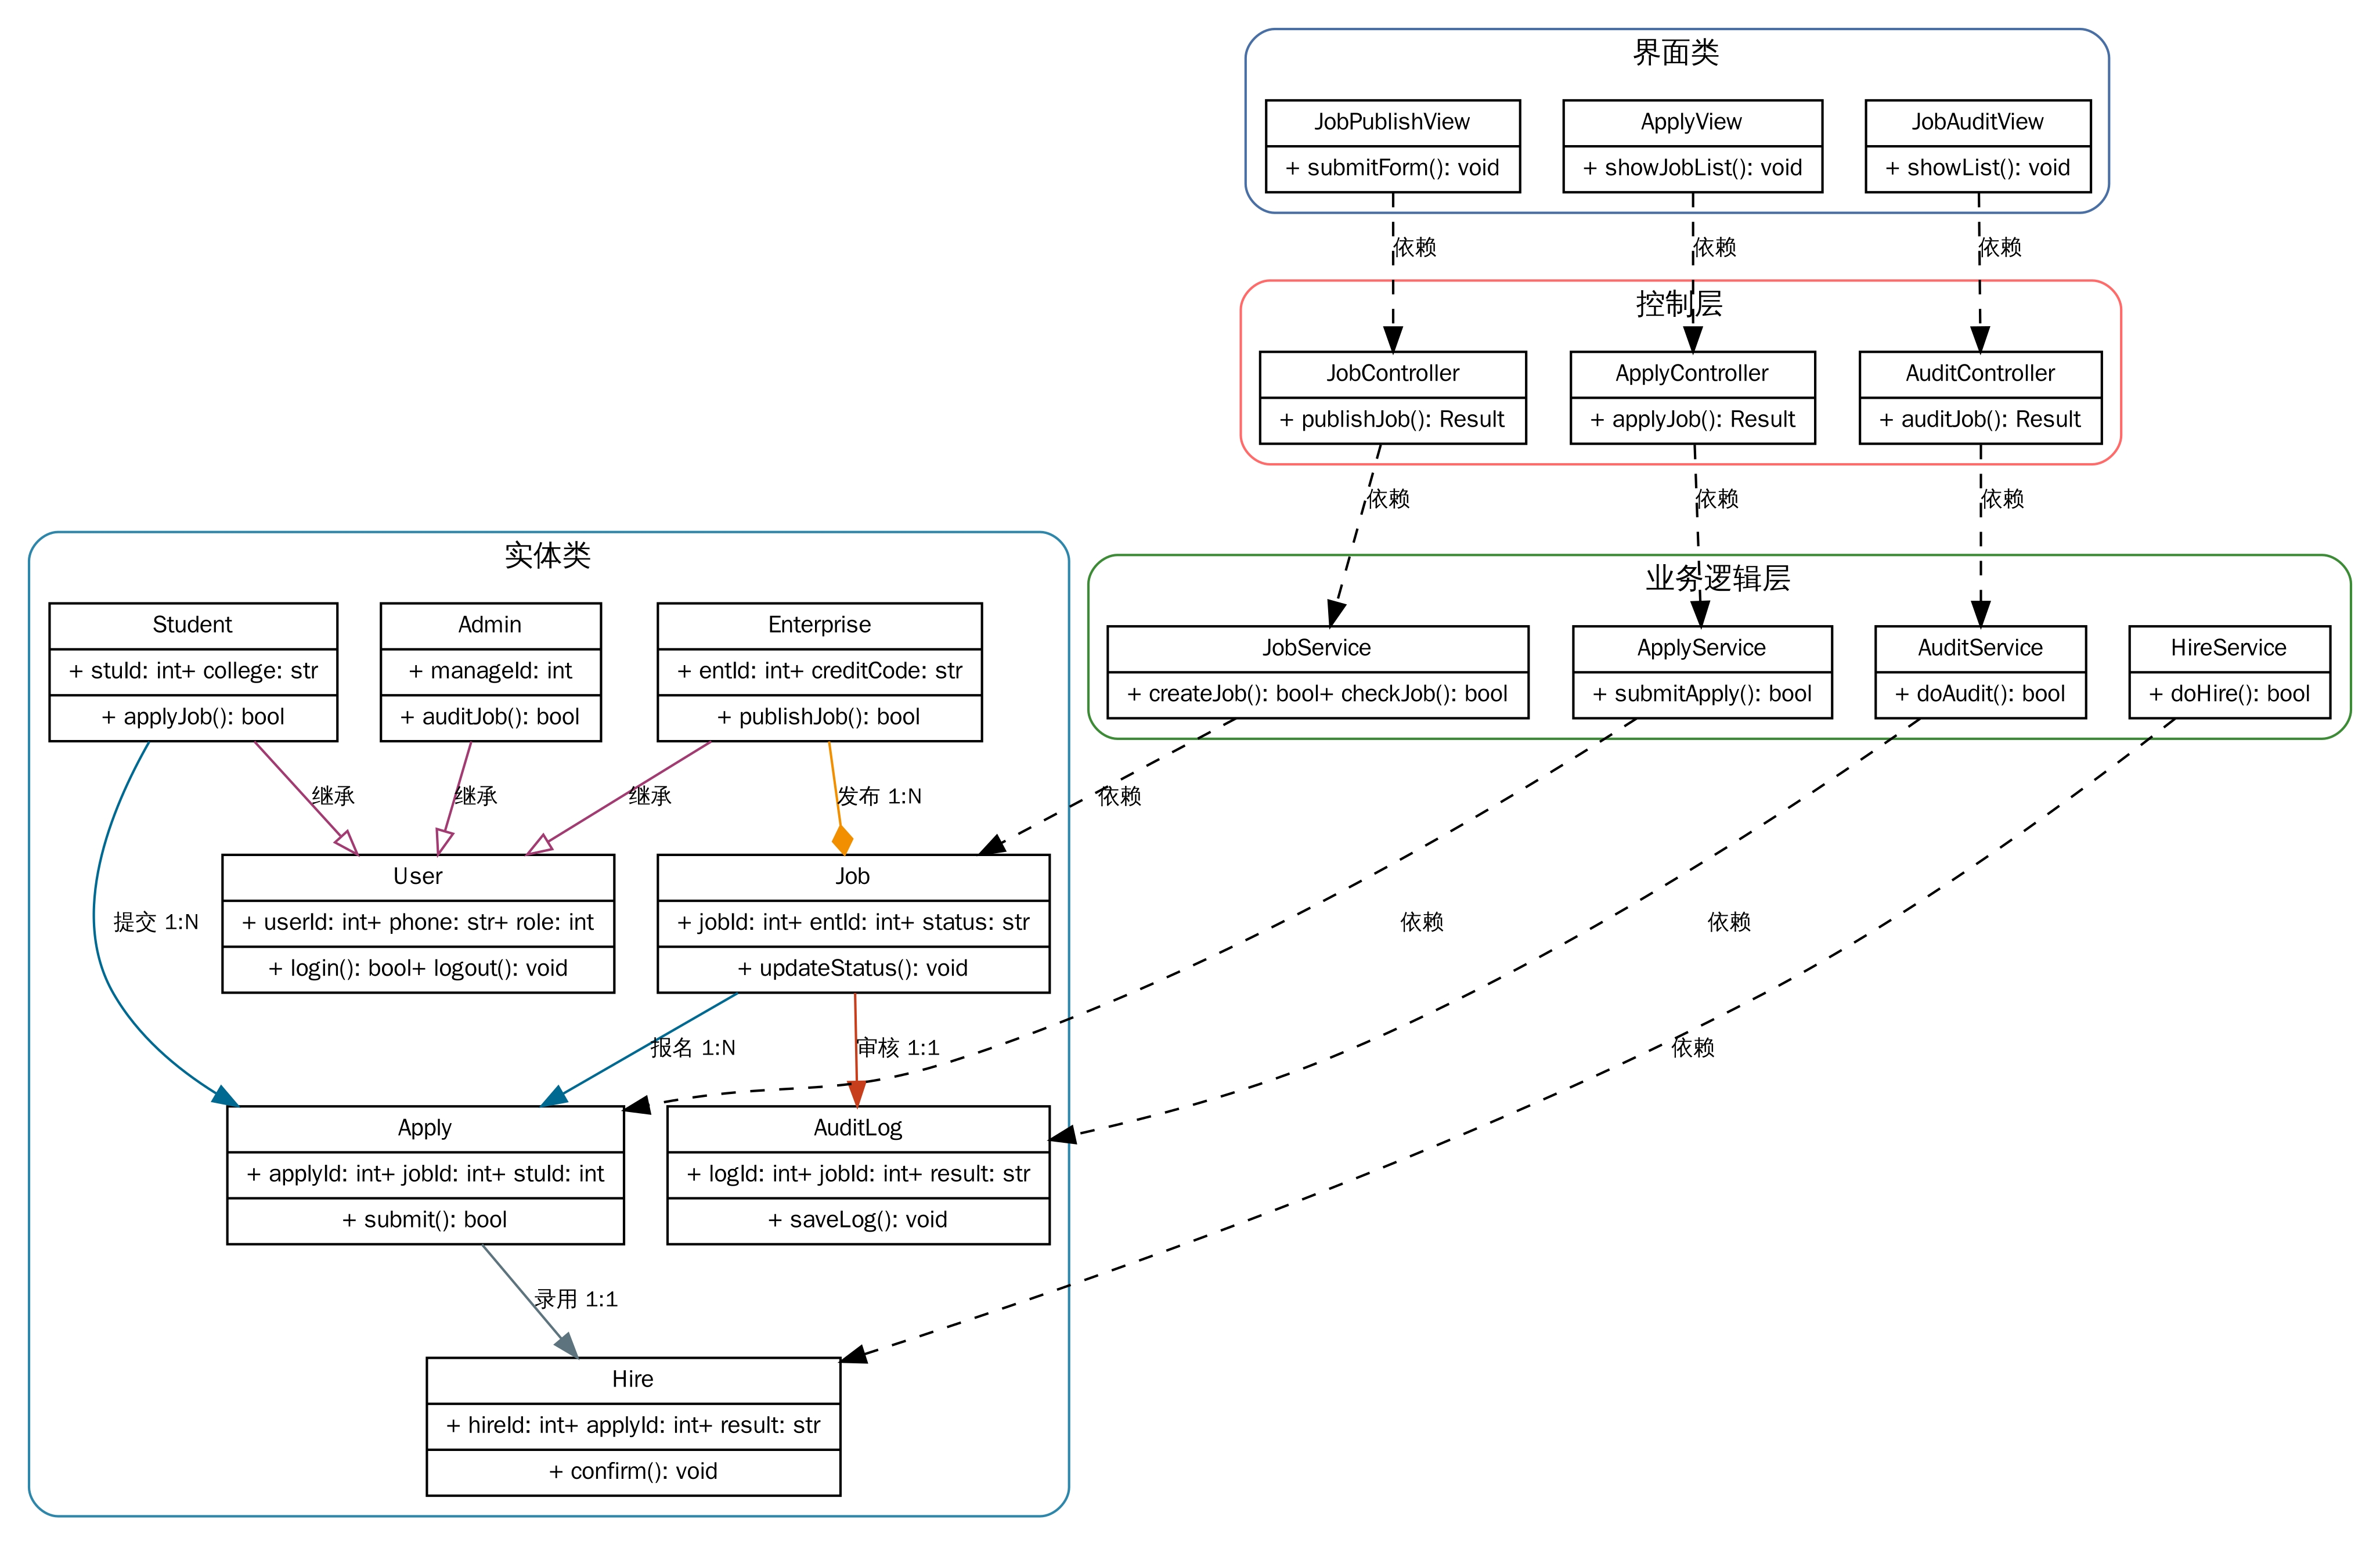 界面类
JobPublishView
+ submitForm(): void
ApplyView
+ showJobList(): void
JobAuditView
+ showList(): void
依赖
依赖
依赖
控制层
JobController
+ publishJob(): Result
ApplyController
+ applyJob(): Result
AuditController
+ auditJob(): Result
依赖
依赖
依赖
业务逻辑层
JobService
+ createJob(): bool+ checkJob(): bool
ApplyService
+ submitApply(): bool
AuditService
+ doAudit(): bool
HireService
+ doHire(): bool
实体类
Student
+ stuId: int+ college: str
+ applyJob(): bool
Admin
+ manageId: int
+ auditJob(): bool
Enterprise
+ entId: int+ creditCode: str
+ publishJob(): bool
继承
继承
继承
发布 1:N
依赖
User
+ userId: int+ phone: str+ role: int
+ login(): bool+ logout(): void
Job
+ jobId: int+ entId: int+ status: str
+ updateStatus(): void
提交 1:N
依赖
依赖
报名 1:N
审核 1:1
依赖
Apply
+ applyId: int+ jobId: int+ stuId: int
+ submit(): bool
AuditLog
+ logId: int+ jobId: int+ result: str
+ saveLog(): void
录用 1:1
Hire
+ hireId: int+ applyId: int+ result: str
+ confirm(): void